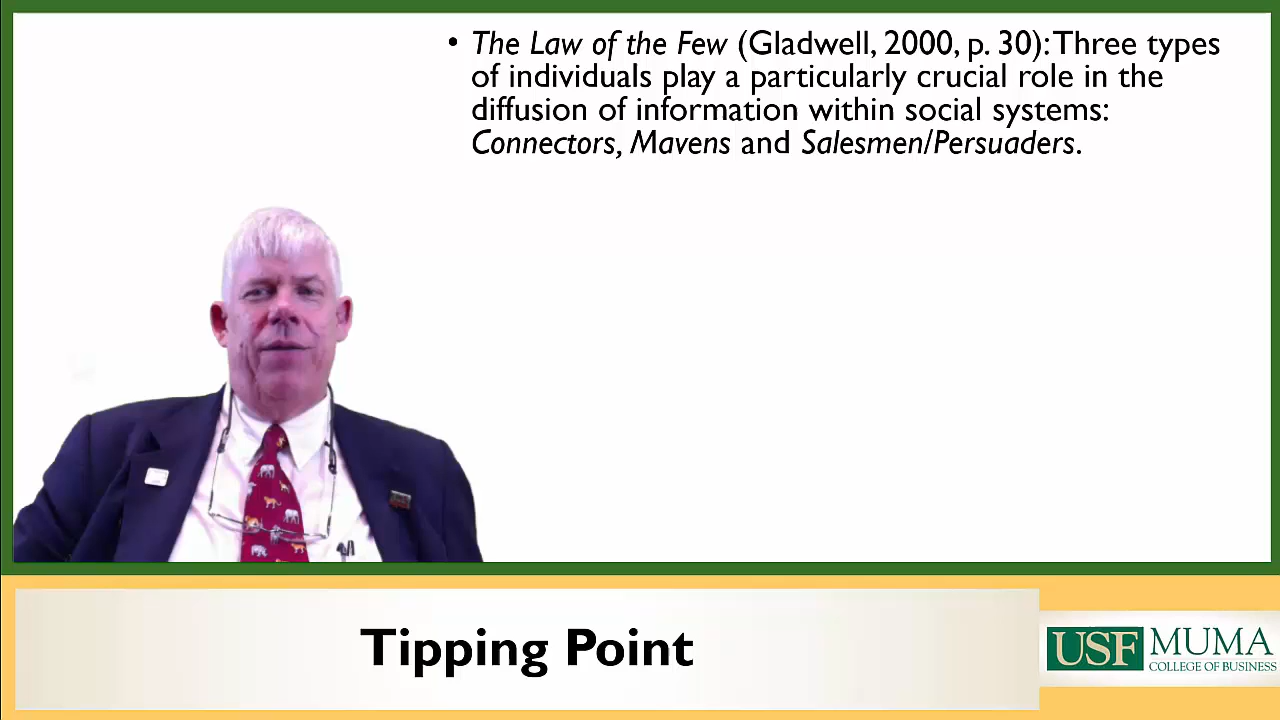 • The Law of the Few (Gladwell, 2000, p. 30): Three types
of individuals play a particularly crucial role in the
diffusion of information within social systems:
Connectors, Mavens and Salesmen/Persuaders.
Tipping Point
USF MUMA
COLLEGE OF BUSINESS